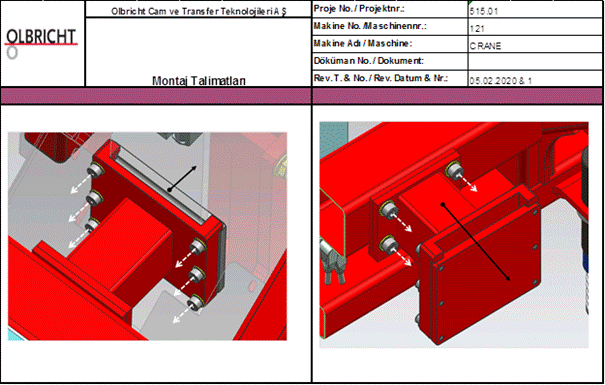 OLBRICHT
Olbricht Cam ve Transfer Teknolojileri A Ş
Montaj Talimatları
Proje No. / Projektnr.: 515.01
Makine No. /Maschinennr.: 121
Makine Adı / Maschine: CRANE
Döküman No. / Dokument:
Rev.T. & No. / Rev. Datum & Nr.: 05.02.2020 & 1